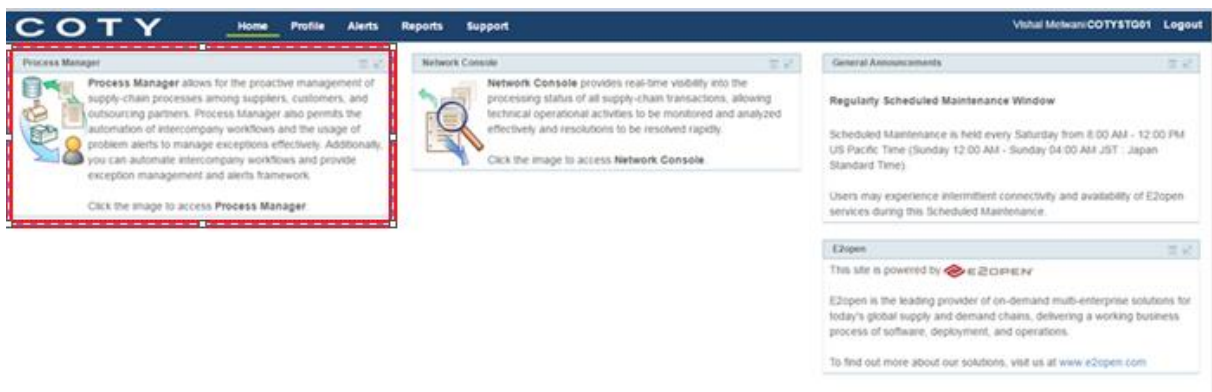 COTY Home Profile Alerts Reports Support Vishal Melwani COTYSTG01 Logout
Process Manager
Process Manager allows for the proactive management of
supply-chain processes among suppliers, customers, and
outsourcing partners. Process Manager also permits the
automation of intercompany workflows and the usage of
problem alerts to manage exceptions effectively. Additionally,
you can automate intercompany workflows and provide
exception management and alerts framework.
Click the image to access Process Manager
Network Console
Network Console provides real-time visibility into the
processing status of all supply-chain transactions, allowing
technical operational activities to be monitored and analyzed
effectively and resolutions to be resolved rapidly.
Click the image to access Network Console
General Announcements
Regularly Scheduled Maintenance Window
Scheduled Maintenance is held every Saturday from 8:00 AM - 12:00 PM
US Pacific Time (Sunday 12:00 AM - Sunday 04:00 AM JST : Japan
Standard Time)
Users may experience intermittent connectivity and availability of E2open
services during this Scheduled Maintenance.
E2open
This site is powered by E2OPEN
E2open is the leading provider of on-demand multi-enterprise solutions for
today's global supply and demand chains, delivering a working business
process of software, deployment, and operations.
To find out more about our solutions, visit us at www.e2open.com